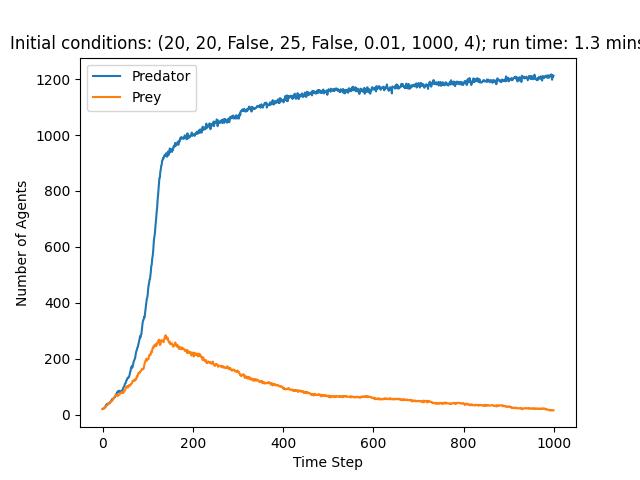 Initial conditions: (20, 20, False, 25, False, 0.01, 1000, 4); run time: 1.3 mins
Predator
Prey
1200
1000
800
600
400
200
0
Number of Agents
0 200 400 600 800 1000
Time Step